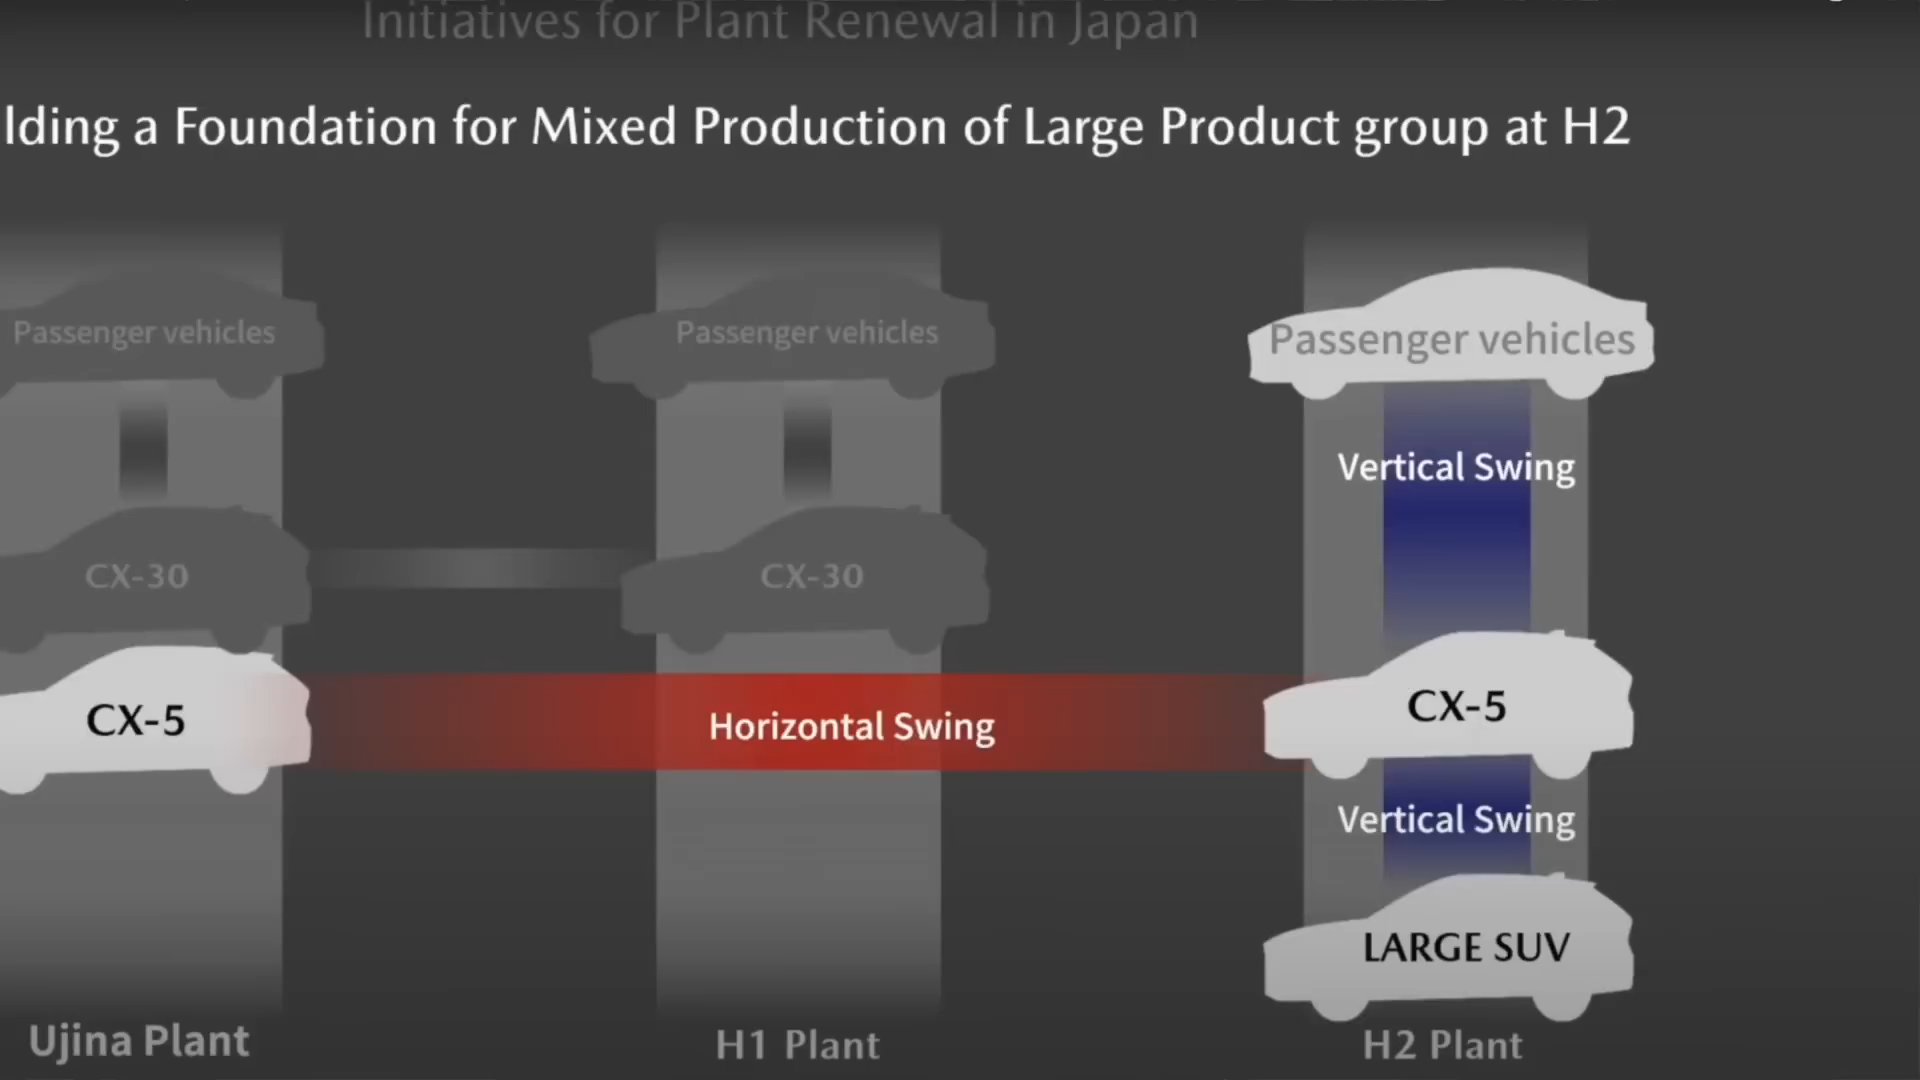 Initiatives for Plant Renewal in Japan
lding a Foundation for Mixed Production of Large Product group at H2
Passenger vehicles
Passenger vehicles
Passenger vehicles
Vertical Swing
CX-30
CX-30
CX-5
Horizontal Swing
CX-5
Vertical Swing
LARGE SUV
Ujina Plant
H1 Plant
H2 Plant